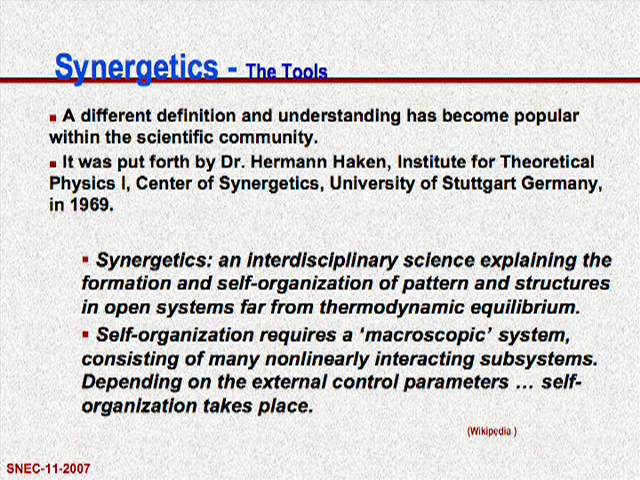 Synergetics - The Tools
▪ A different definition and understanding has become popular
within the scientific community.
▪ It was put forth by Dr. Hermann Haken, Institute for Theoretical
Physics I, Center of Synergetics, University of Stuttgart Germany,
in 1969.
▪ Synergetics: an interdisciplinary science explaining the
formation and self-organization of pattern and structures
in open systems far from thermodynamic equilibrium.
▪ Self-organization requires a ‘macroscopic’ system,
consisting of many nonlinearly interacting subsystems.
Depending on the external control parameters … self-
organization takes place.
(Wikipedia )
SNEC-11-2007